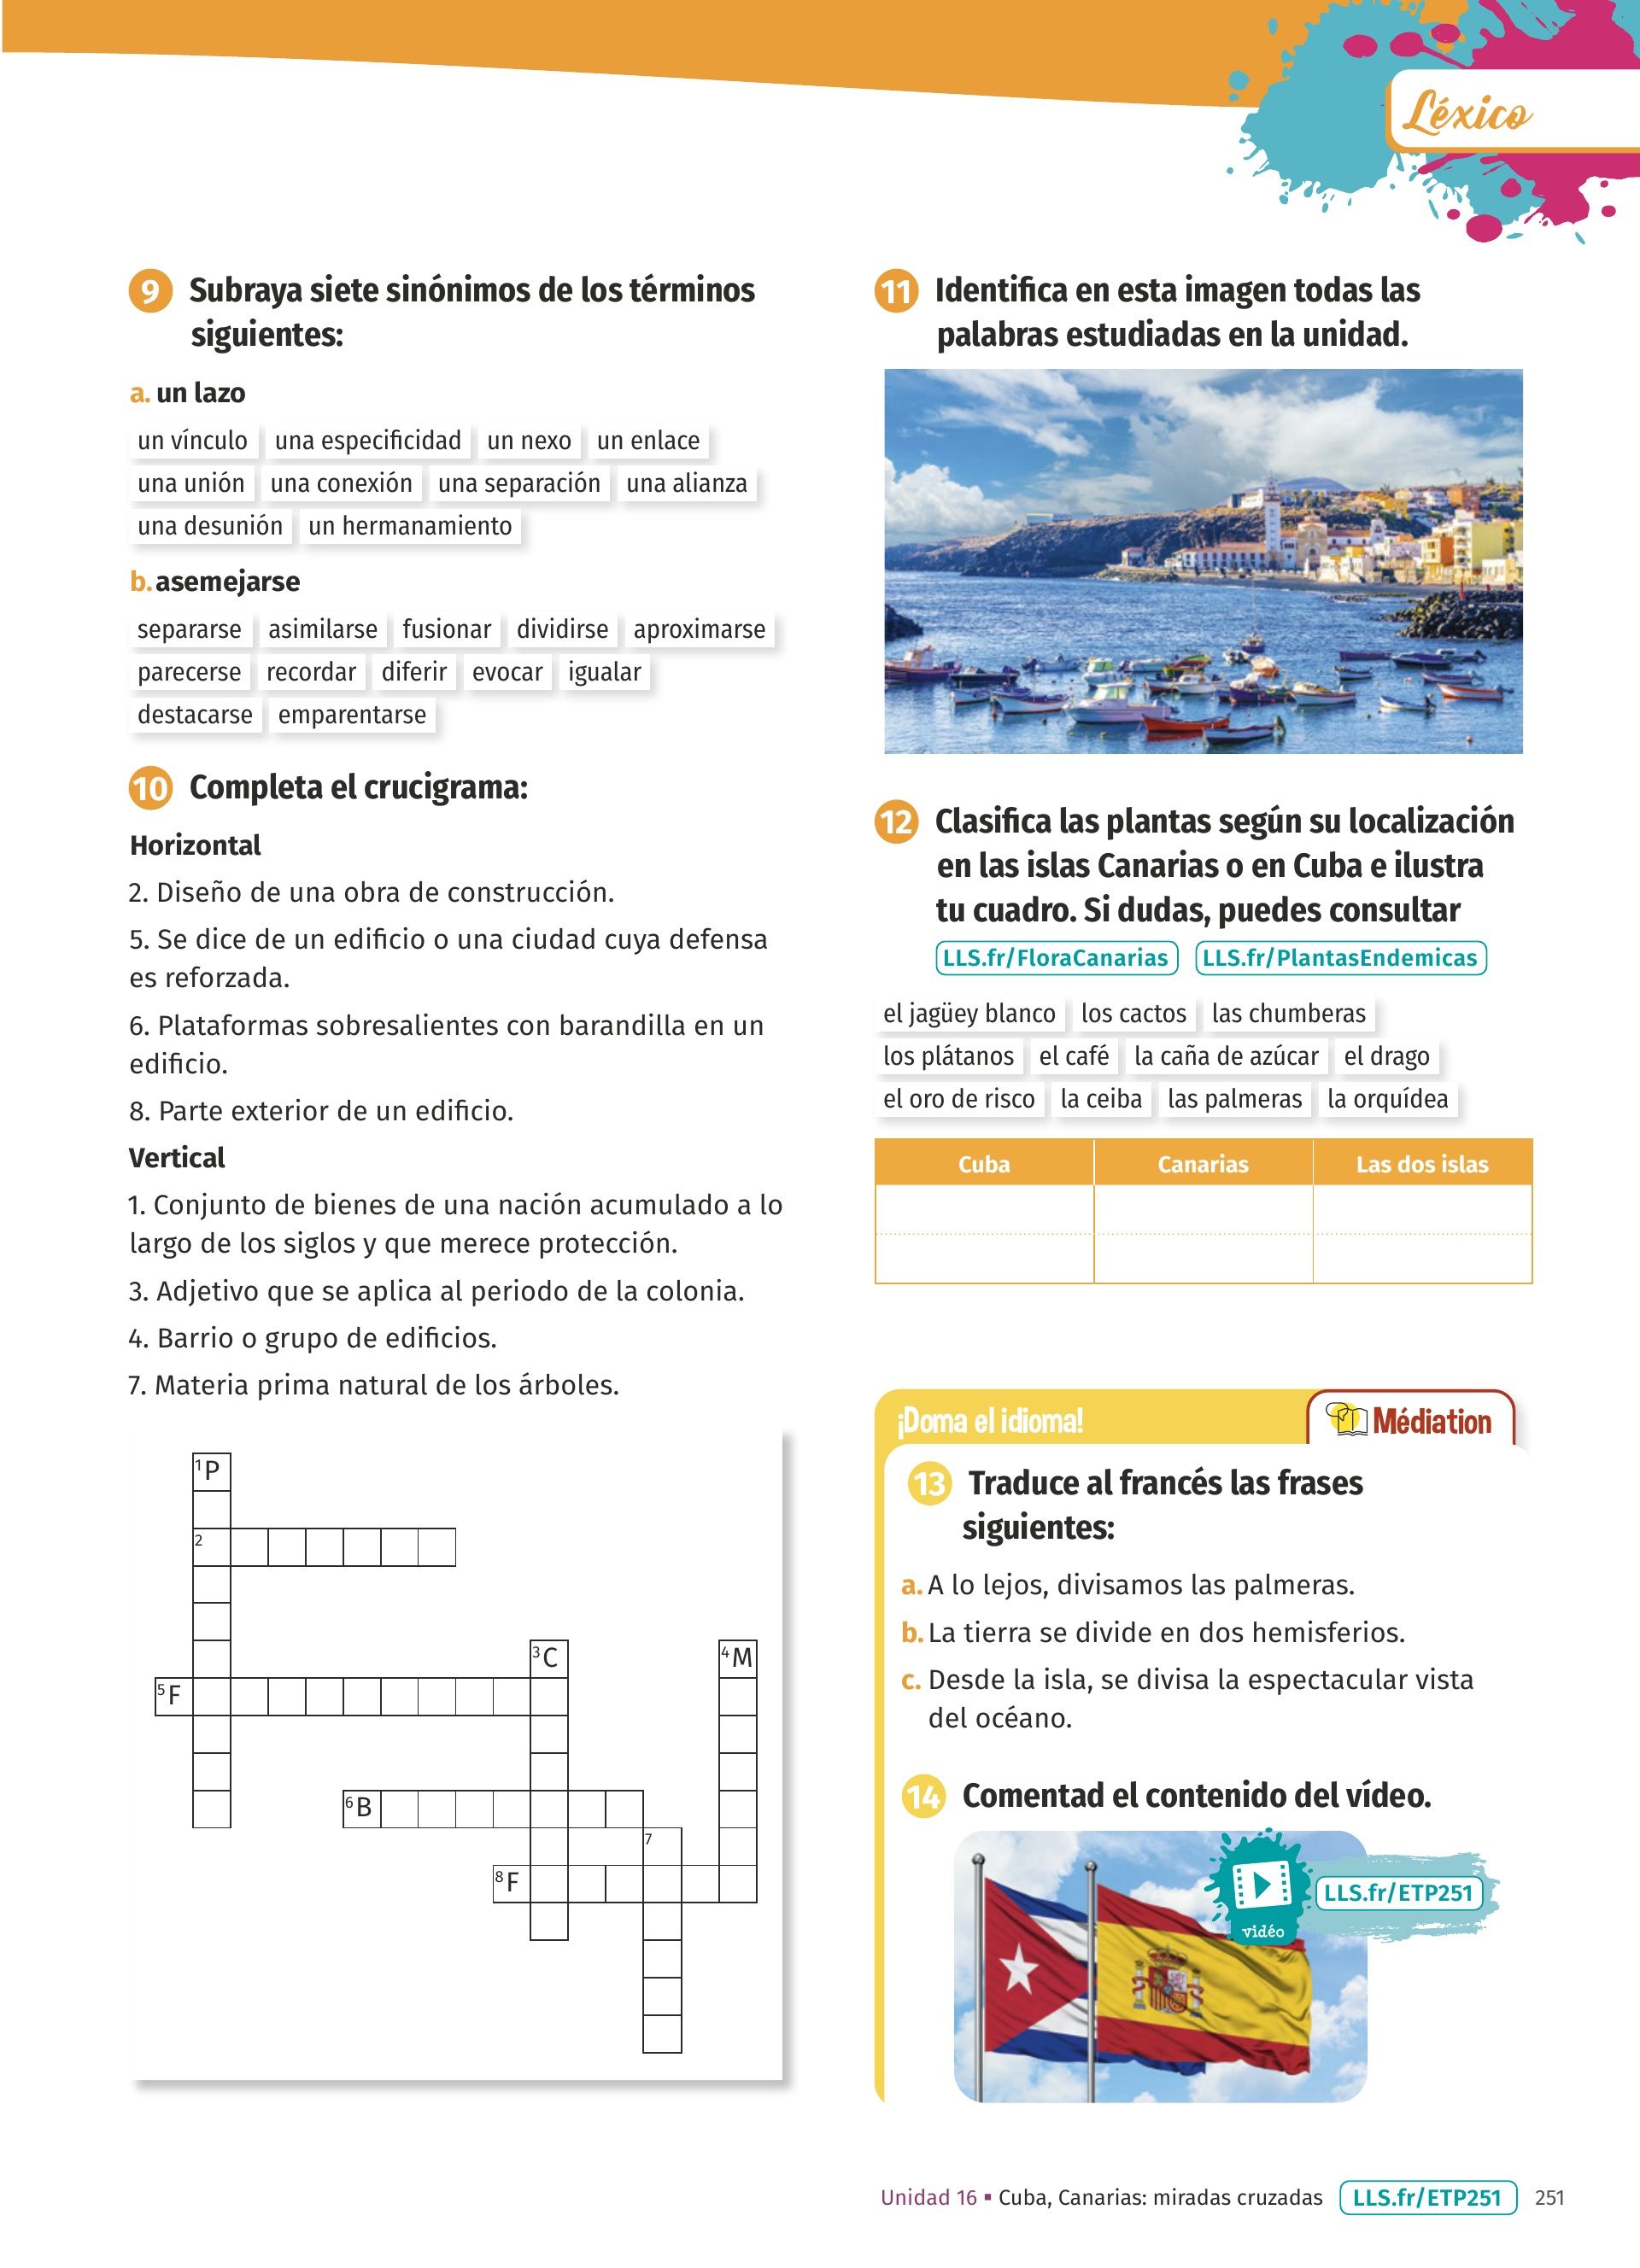 Léxico
9 Subraya siete sinónimos de los términos
siguientes:
a. un lazo
un vínculo una especificidad un nexo un enlace
una unión una conexión una separación una alianza
una desunión un hermanamiento
b. asemejarse
separarse asimilarse fusionar dividirse aproximarse
parecerse recordar diferir evocar igualar
destacarse emparentarse
10 Completa el crucigrama:
Horizontal
2. Diseño de una obra de construcción.
5. Se dice de un edificio o una ciudad cuya defensa
es reforzada.
6. Plataformas sobresalientes con barandilla en un
edificio.
8. Parte exterior de un edificio.
Vertical
1. Conjunto de bienes de una nación acumulado a lo
largo de los siglos y que merece protección.
3. Adjetivo que se aplica al periodo de la colonia.
4. Barrio o grupo de edificios.
7. Materia prima natural de los árboles.
1 P
2
3 C 4 M
5 F
6 B
7
8 F
11 Identifica en esta imagen todas las
palabras estudiadas en la unidad.
12 Clasifica las plantas según su localización
en las islas Canarias o en Cuba e ilustra
tu cuadro. Si dudas, puedes consultar
LLS.fr/FloraCanarias LLS.fr/PlantasEndemicas
el jagüey blanco los cactos las chumberas
los plátanos el café la caña de azúcar el drago
el oro de risco la ceiba las palmeras la orquídea
Cuba Canarias Las dos islas
¡Doma el idioma! Médiation
13 Traduce al francés las frases
siguientes:
a. A lo lejos, divisamos las palmeras.
b. La tierra se divide en dos hemisferios.
c. Desde la isla, se divisa la espectacular vista
del océano.
14 Comentad el contenido del vídeo.
LLS.fr/ETP251
vidéo
Unidad 16 ▪ Cuba, Canarias: miradas cruzadas LLS.fr/ETP251 251